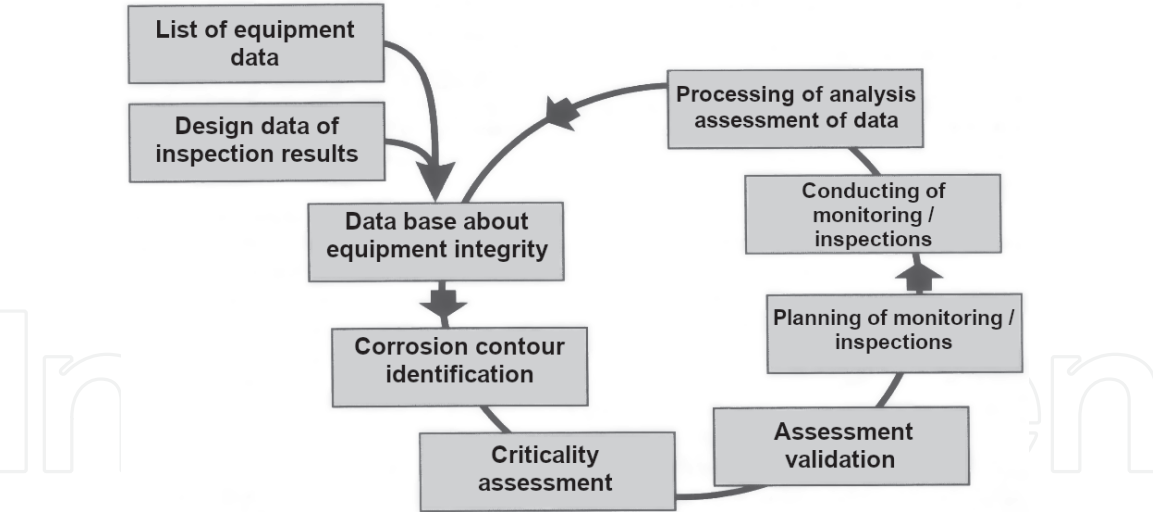 List of equipment
data
Design data of
inspection results
Data base about
equipment integrity
Corrosion contour
identification
Criticality
assessment
Assessment
validation
Planning of monitoring /
inspections
Conducting of
monitoring /
inspections
Processing of analysis
assessment of data